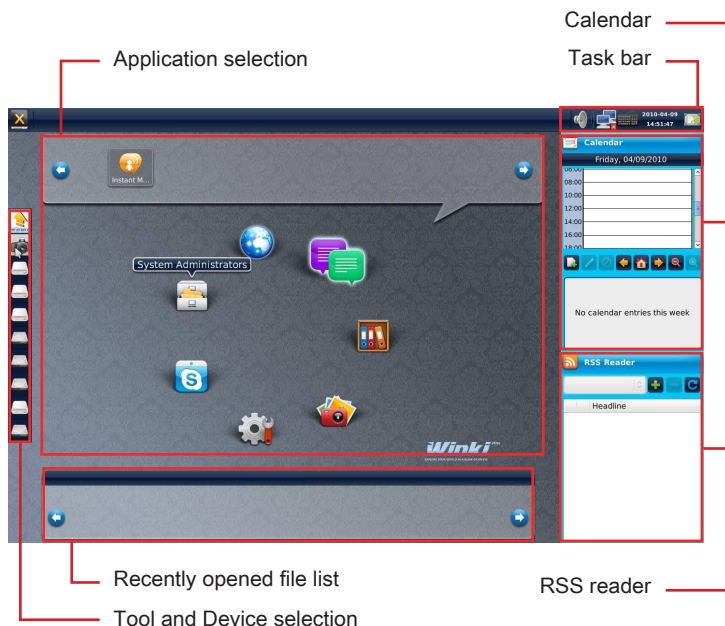 Calendar
Application selection
Task bar
2010-04-09
14:51:47
Calendar
Friday, 04/09/2010
Instant M...
06:00
08:00
10:00
12:00
14:00
16:00
18:00
System Administrators
No calendar entries this week
RSS Reader
Headline
Winki
Recently opened file list
RSS reader
Tool and Device selection